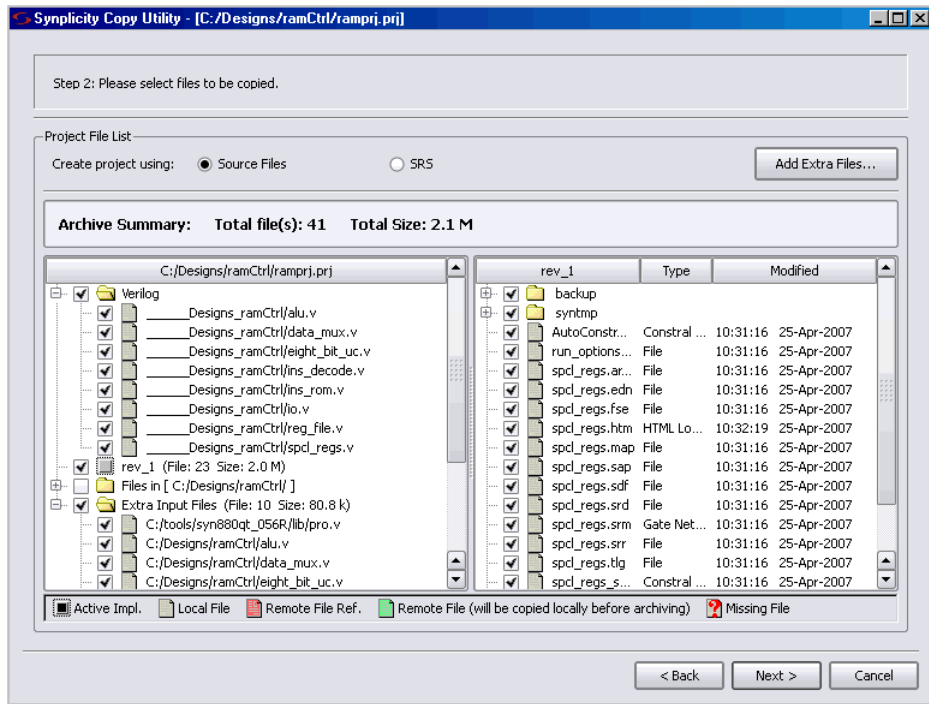 Synplicity Copy Utility - [C:/Designs/ramCtrl/ramprj.prj]
Step 2: Please select files to be copied.
Project File List
Create project using: Source Files SRS Add Extra Files...
Archive Summary: Total file(s): 41 Total Size: 2.1 M
C:/Designs/ramCtrl/ramprj.prj
Verilog
______Designs_ramCtrl/alu.v
______Designs_ramCtrl/data_mux.v
______Designs_ramCtrl/eight_bit_uc.v
______Designs_ramCtrl/ins_decode.v
______Designs_ramCtrl/ins_rom.v
______Designs_ramCtrl/io.v
______Designs_ramCtrl/reg_file.v
______Designs_ramCtrl/spcl_regs.v
rev_1 (File: 23 Size: 2.0 M)
Files in [ C:/Designs/ramCtrl/ ]
Extra Input Files (File: 10 Size: 80.8 k)
C:/tools/syn880qt_056R/lib/pro.v
C:/Designs/ramCtrl/alu.v
C:/Designs/ramCtrl/data_mux.v
C:/Designs/ramCtrl/eight_bit_uc.v
rev_1 Type Modified
backup
syntmp
AutoConstr... Constral ... 10:31:16 25-Apr-2007
run_options... File 10:31:16 25-Apr-2007
spcl_regs.ar... File 10:31:16 25-Apr-2007
spcl_regs.edn File 10:31:16 25-Apr-2007
spcl_regs.fse File 10:31:16 25-Apr-2007
spcl_regs.htm HTML Lo... 10:32:19 25-Apr-2007
spcl_regs.map File 10:31:16 25-Apr-2007
spcl_regs.sap File 10:31:16 25-Apr-2007
spcl_regs.sdf File 10:31:16 25-Apr-2007
spcl_regs.srd File 10:31:16 25-Apr-2007
spcl_regs.srm Gate Net... 10:31:16 25-Apr-2007
spcl_regs.srr File 10:31:16 25-Apr-2007
spcl_regs.tlg File 10:31:16 25-Apr-2007
spcl_regs_s... Constral ... 10:31:16 25-Apr-2007
Active Impl. Local File Remote File Ref. Remote File (will be copied locally before archiving) Missing File
< Back Next > Cancel